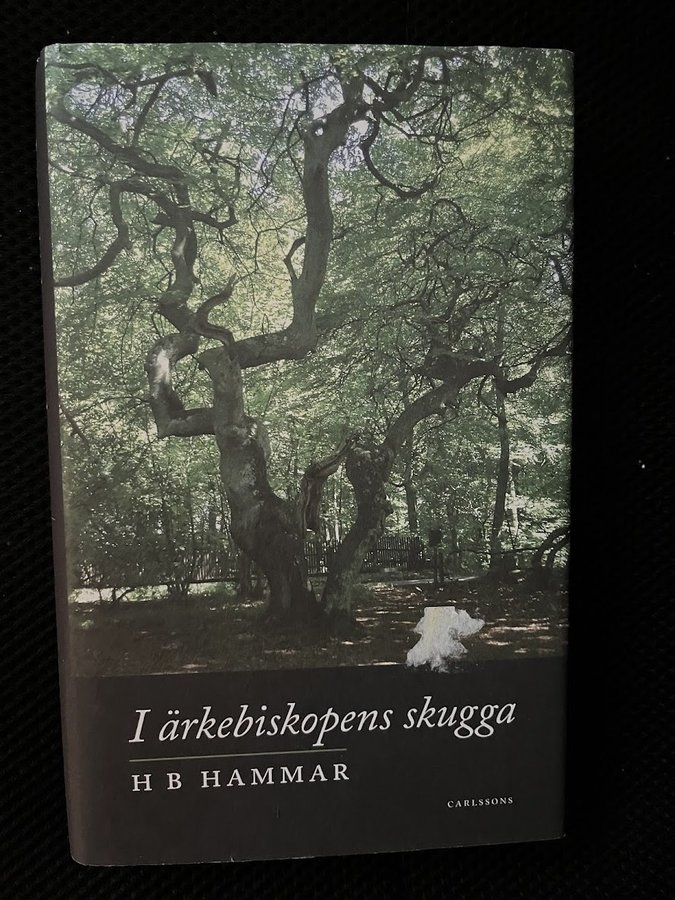 I ärkebiskopens skugga
H B HAMMAR
CARLSSONS